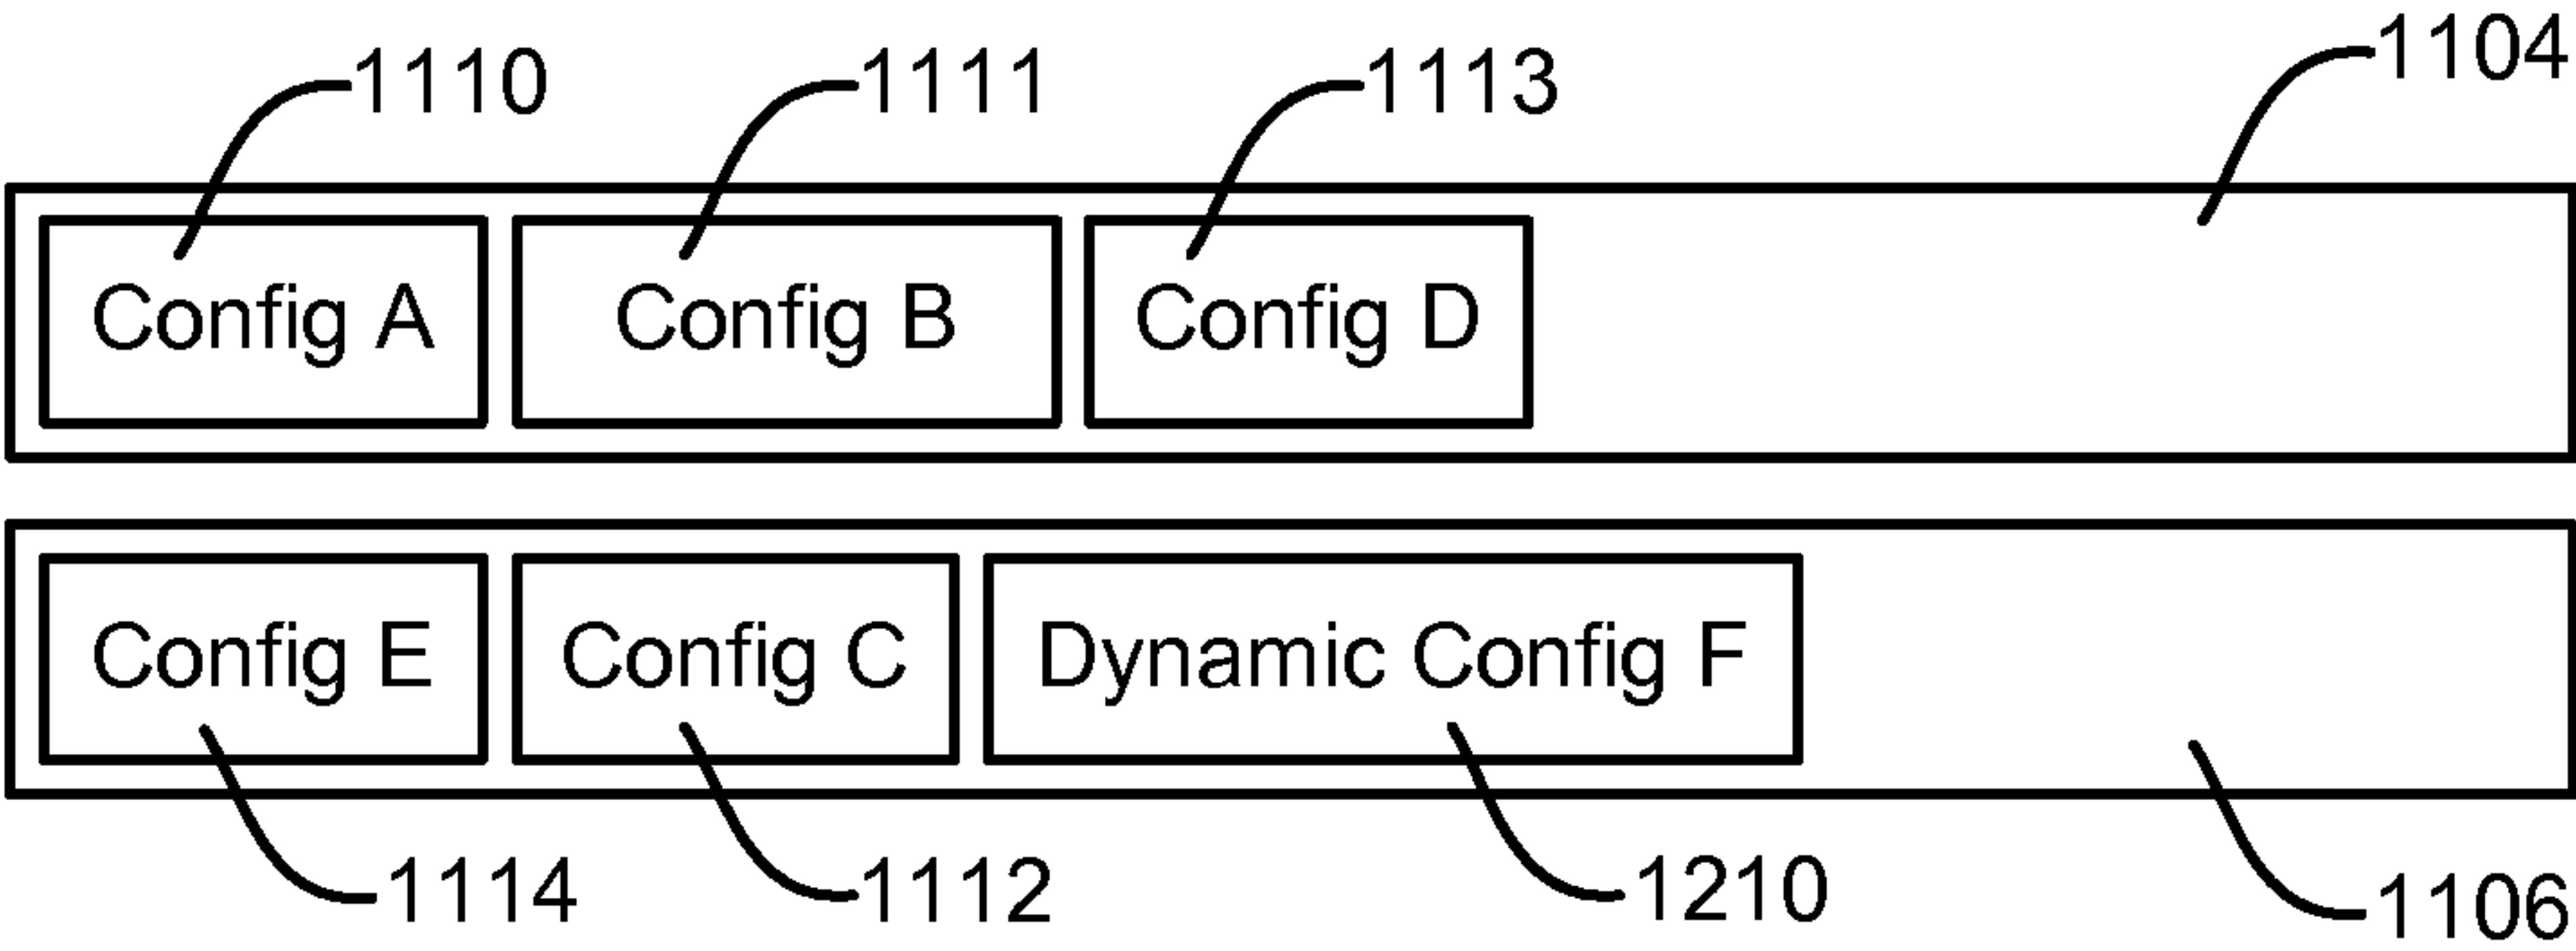 1110 1111 1113 1104
Config A Config B Config D
Config E Config C Dynamic Config F
1114 1112 1210 1106